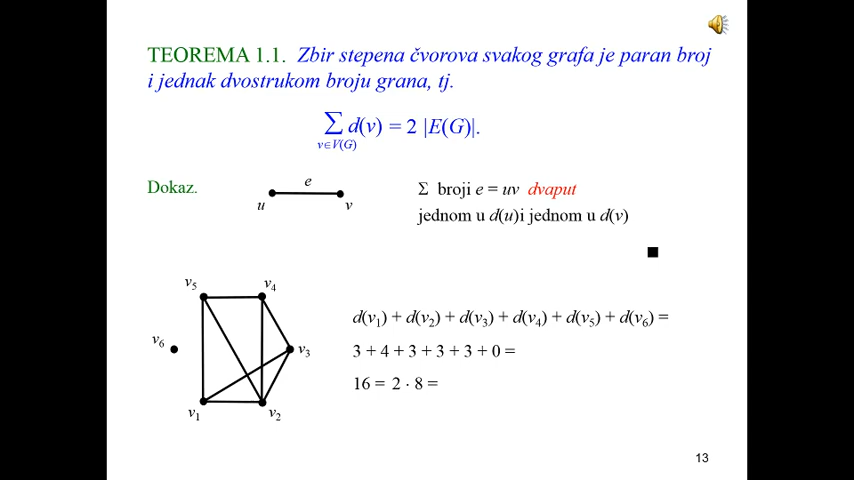 TEOREMA 1.1. Zbir stepena čvorova svakog grafa je paran broj
i jednak dvostrukom broju grana, tj.
∑ d(v) = 2 |E(G)|.
v∈V(G)
Dokaz.
e
u
v
Σ broji e = uv dvaput
jednom u d(u)i jednom u d(v)
v5
v4
v6
v3
v1
v2
d(v1) + d(v2) + d(v3) + d(v4) + d(v5) + d(v6) =
3 + 4 + 3 + 3 + 3 + 0 =
16 = 2 · 8 =
13